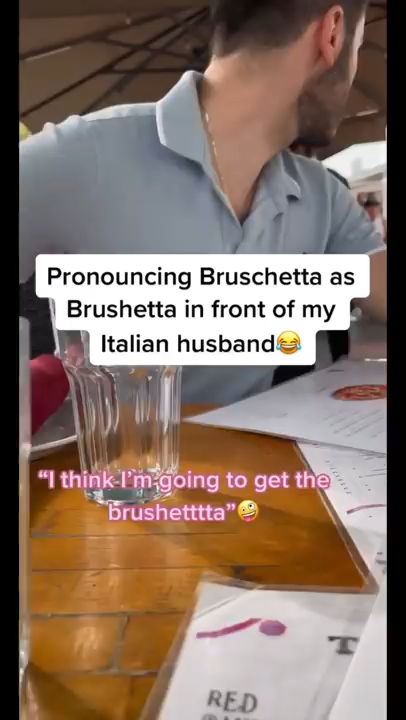 Pronouncing Bruschetta as
Brushetta in front of my
Italian husband😂
“I think I’m going to get the
brushetttta”🤪
T
RED